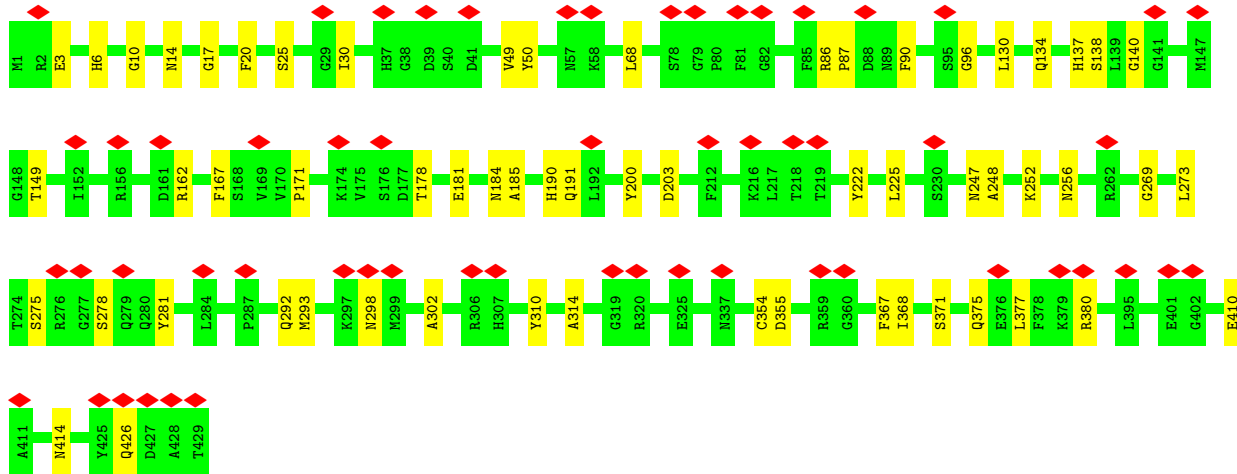 M1 R2 E3 H6 G10 N14 G17 F20 S25 G29 I30 H37 G38 D39 S40 D41 V49 Y50 N57 K58 L68 S78 G79 P80 F81 G82 F85 R86 P87 D88 N89 F90 S95 G96 L130 Q134 H137 S138 L139 G140 G141 M147
G148 T149 I152 R156 D161 R162 F167 S168 V169 V170 P171 K174 V175 S176 D177 T178 E181 N184 A185 H190 Q191 L192 Y200 D203 F212 K216 L217 T218 T219 Y222 L225 S230 N247 A248 K252 N256 R262 G269 L273
T274 S275 R276 G277 S278 Q279 Q280 Y281 L284 P287 Q292 M293 K297 N298 M299 A302 R306 H307 Y310 A314 G319 R320 E325 N337 C354 D355 R359 G360 F367 I368 S371 Q375 E376 L377 F378 K379 R380 L395 E401 G402 E410
A411 N414 Y425 Q426 D427 A428 T429